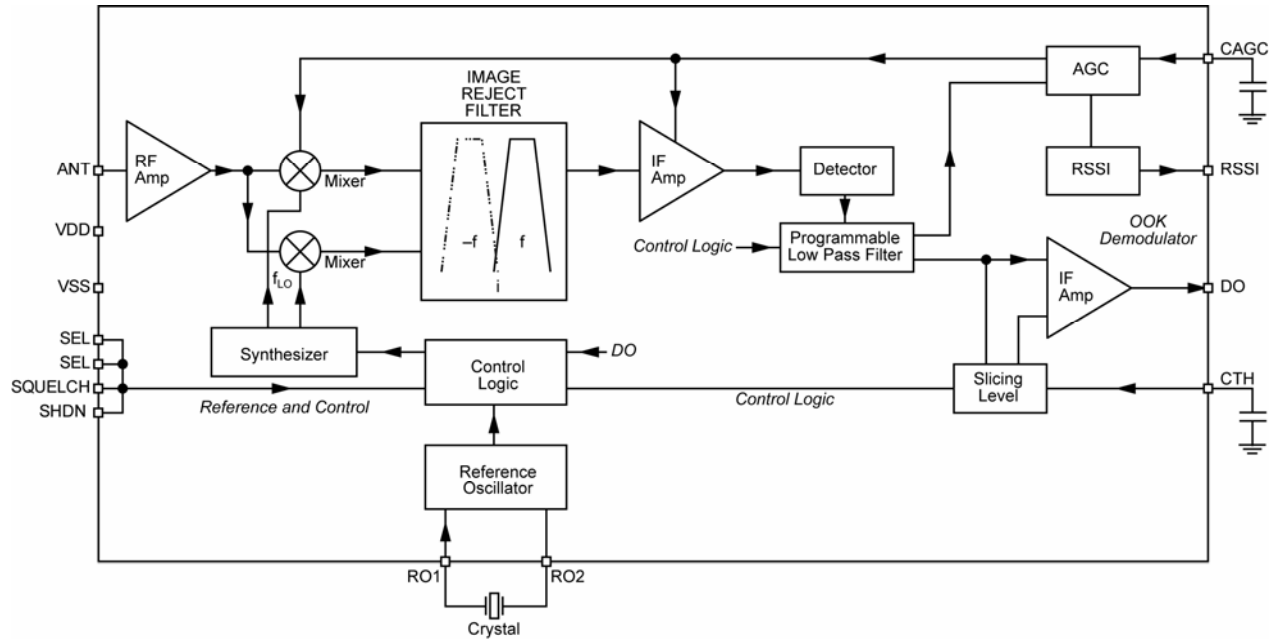 CAGC
AGC
IMAGE
REJECT
FILTER
ANT
RF
Amp
Mixer
IF
Amp
Detector
RSSI
RSSI
VDD
–f
f
Mixer
Control Logic
Programmable
Low Pass Filter
OOK
Demodulator
VSS
fLO
i
IF
Amp
DO
SEL
SEL
SQUELCH
SHDN
Synthesizer
Control
Logic
DO
Reference and Control
Control Logic
Slicing
Level
CTH
Reference
Oscillator
RO1
RO2
Crystal